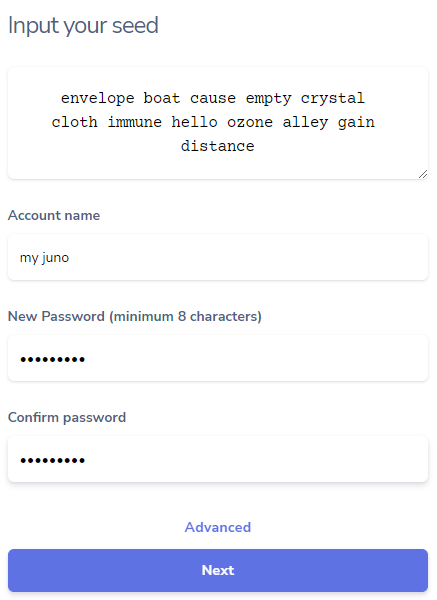 Input your seed
envelope boat cause empty crystal
cloth immune hello ozone alley gain
distance
Account name
my juno
New Password (minimum 8 characters)
•••••••••
Confirm password
•••••••••
Advanced
Next